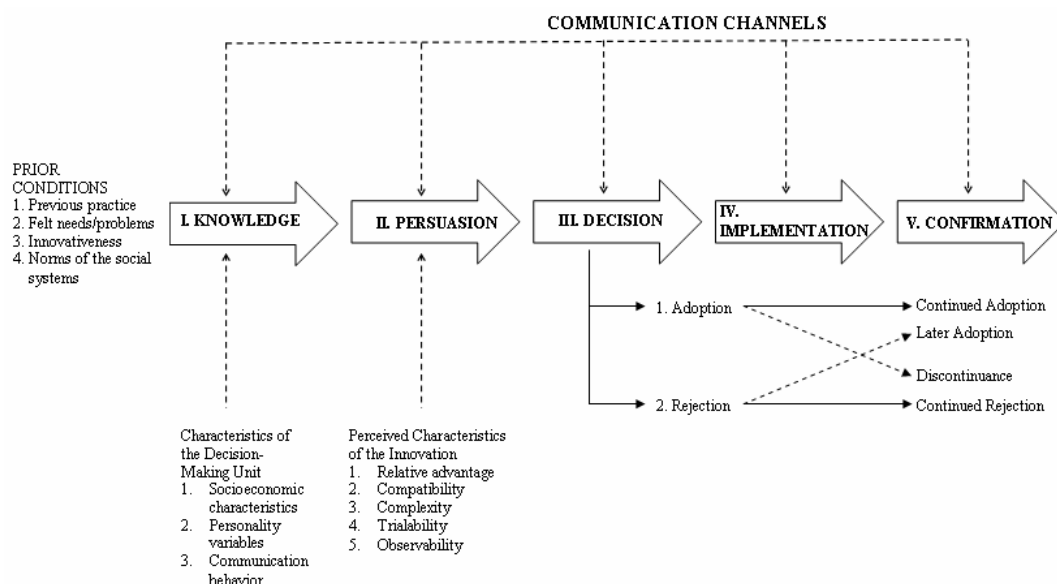 COMMUNICATION CHANNELS
PRIOR
CONDITIONS
1. Previous practice
2. Felt needs/problems
3. Innovativeness
4. Norms of the social
systems
I. KNOWLEDGE
II. PERSUASION
III. DECISION
IV.
IMPLEMENTATION
V. CONFIRMATION
1. Adoption
2. Rejection
Continued Adoption
Later Adoption
Discontinuance
Continued Rejection
Characteristics of
the Decision-
Making Unit
1. Socioeconomic
characteristics
2. Personality
variables
3. Communication
behavior
Perceived Characteristics
of the Innovation
1. Relative advantage
2. Compatibility
3. Complexity
4. Trialability
5. Observability